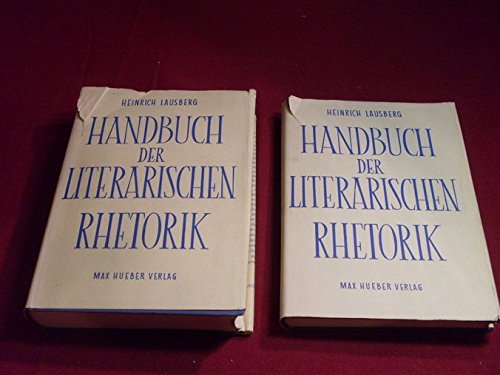 HEINRICH LAUSBERG
HANDBUCH
DER
LITERARISCHEN
RHETORIK
MAX HUEBER VERLAG
HEINRICH LAUSBERG
HANDBUCH
DER
LITERARISCHEN
RHETORIK
MAX HUEBER VERLAG